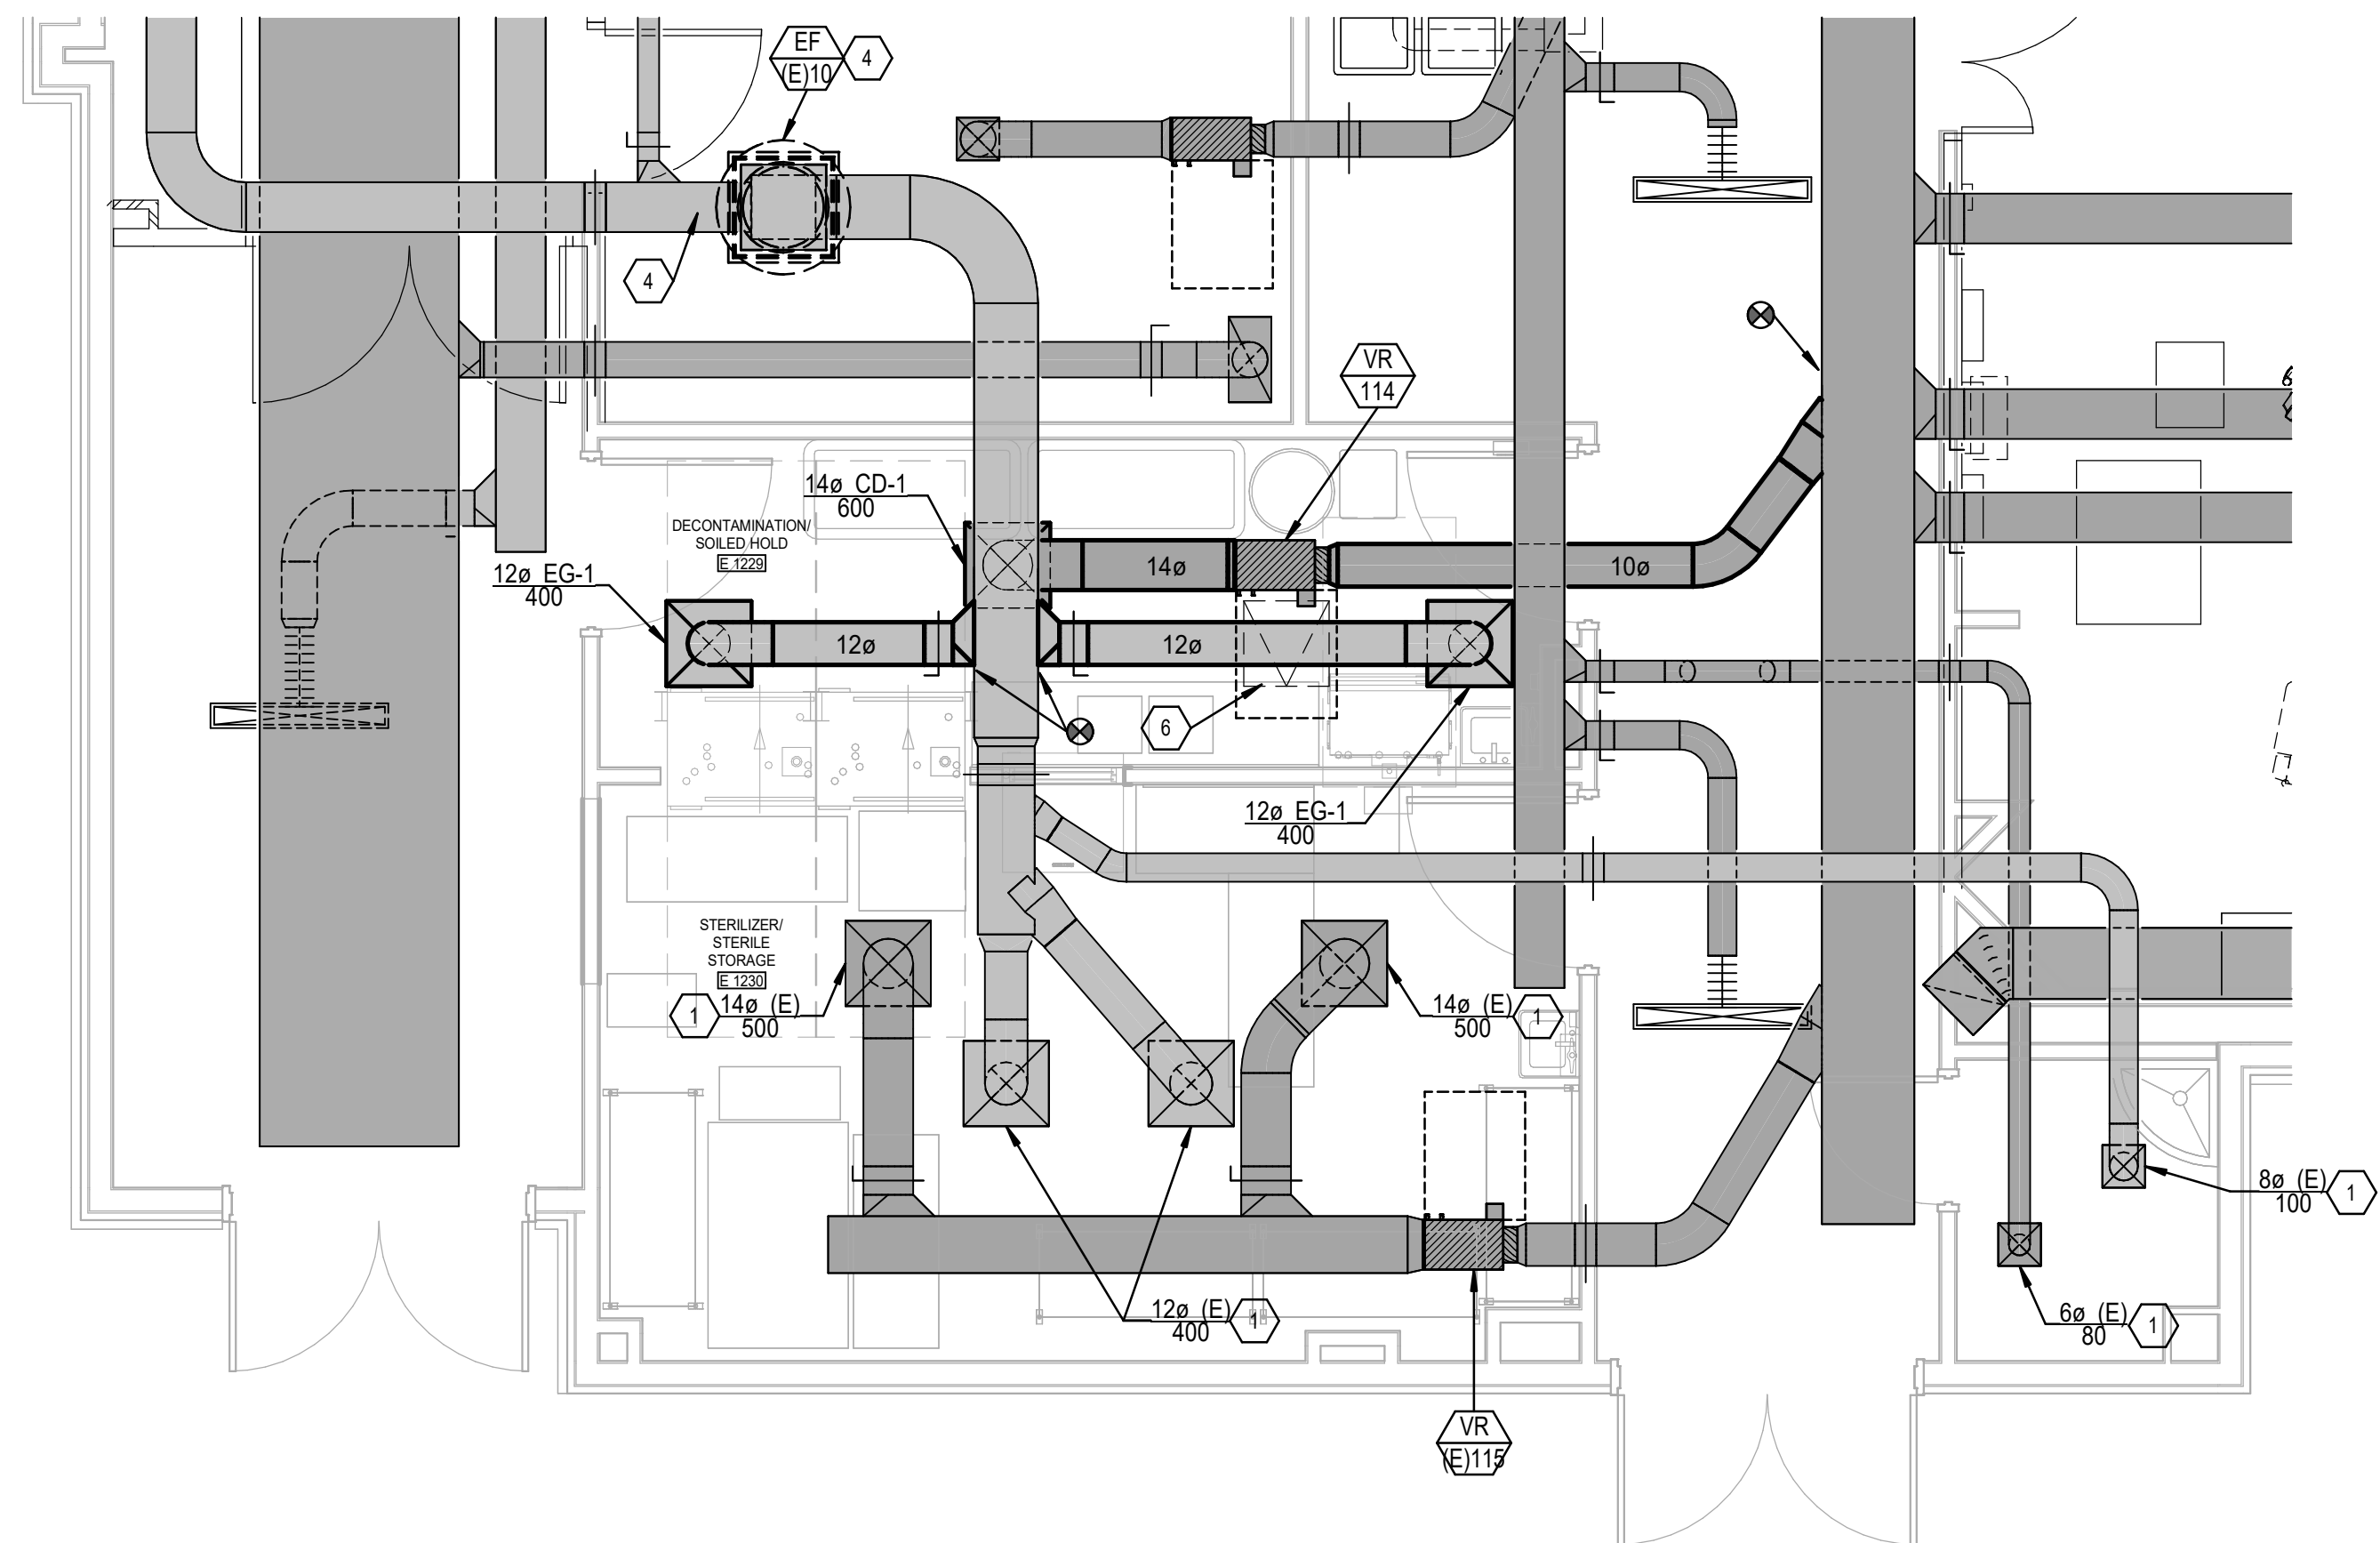 EF
(E)10
4
4
VR
114
14ø CD-1
600
DECONTAMINATION/
SOILED HOLD
E 1229
12ø EG-1
400
14ø
10ø
12ø
12ø
6
12ø EG-1
400
STERILIZER/
STERILE
STORAGE
E 1230
1
14ø (E)
500
14ø (E)
500
1
8ø (E)
100
1
12ø (E)
400
1
6ø (E)
80
1
VR
(E)115